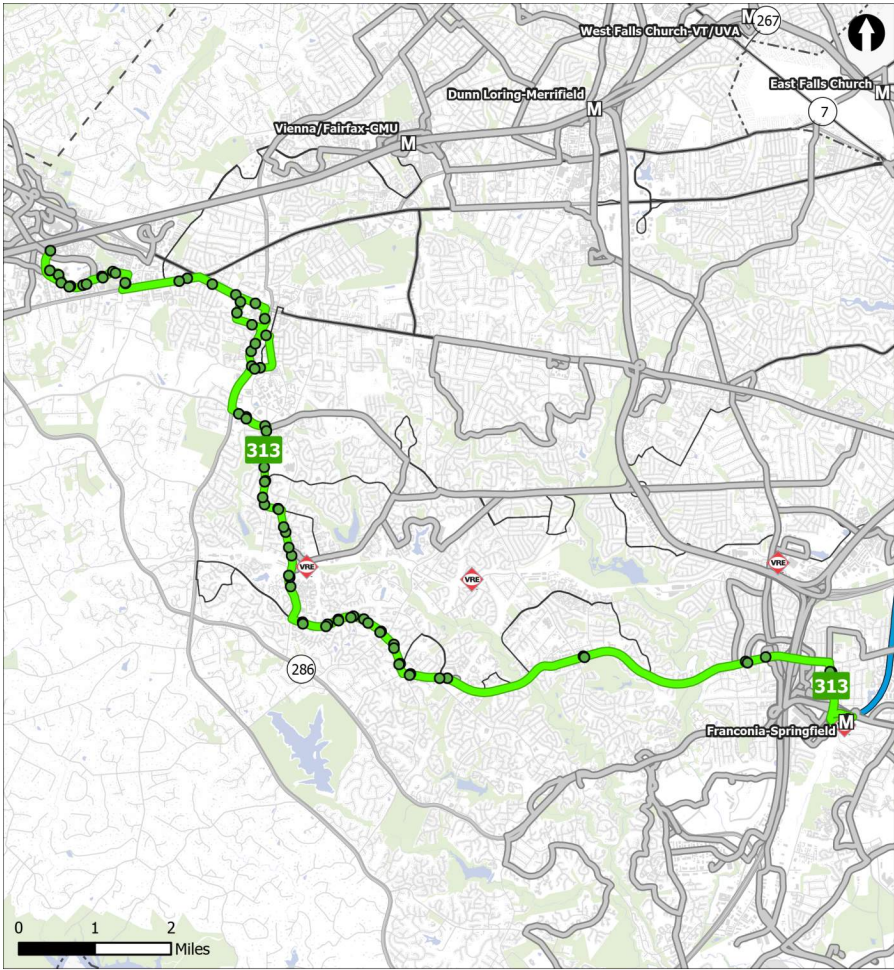 267
West Falls Church-VT/UVA
East Falls Church
M
M
Dunn Loring-Merrifield
M
7
Vienna/Fairfax-GMU
M
313
VRE
VRE
VRE
286
313
Franconia-Springfield
M
0 1 2
Miles